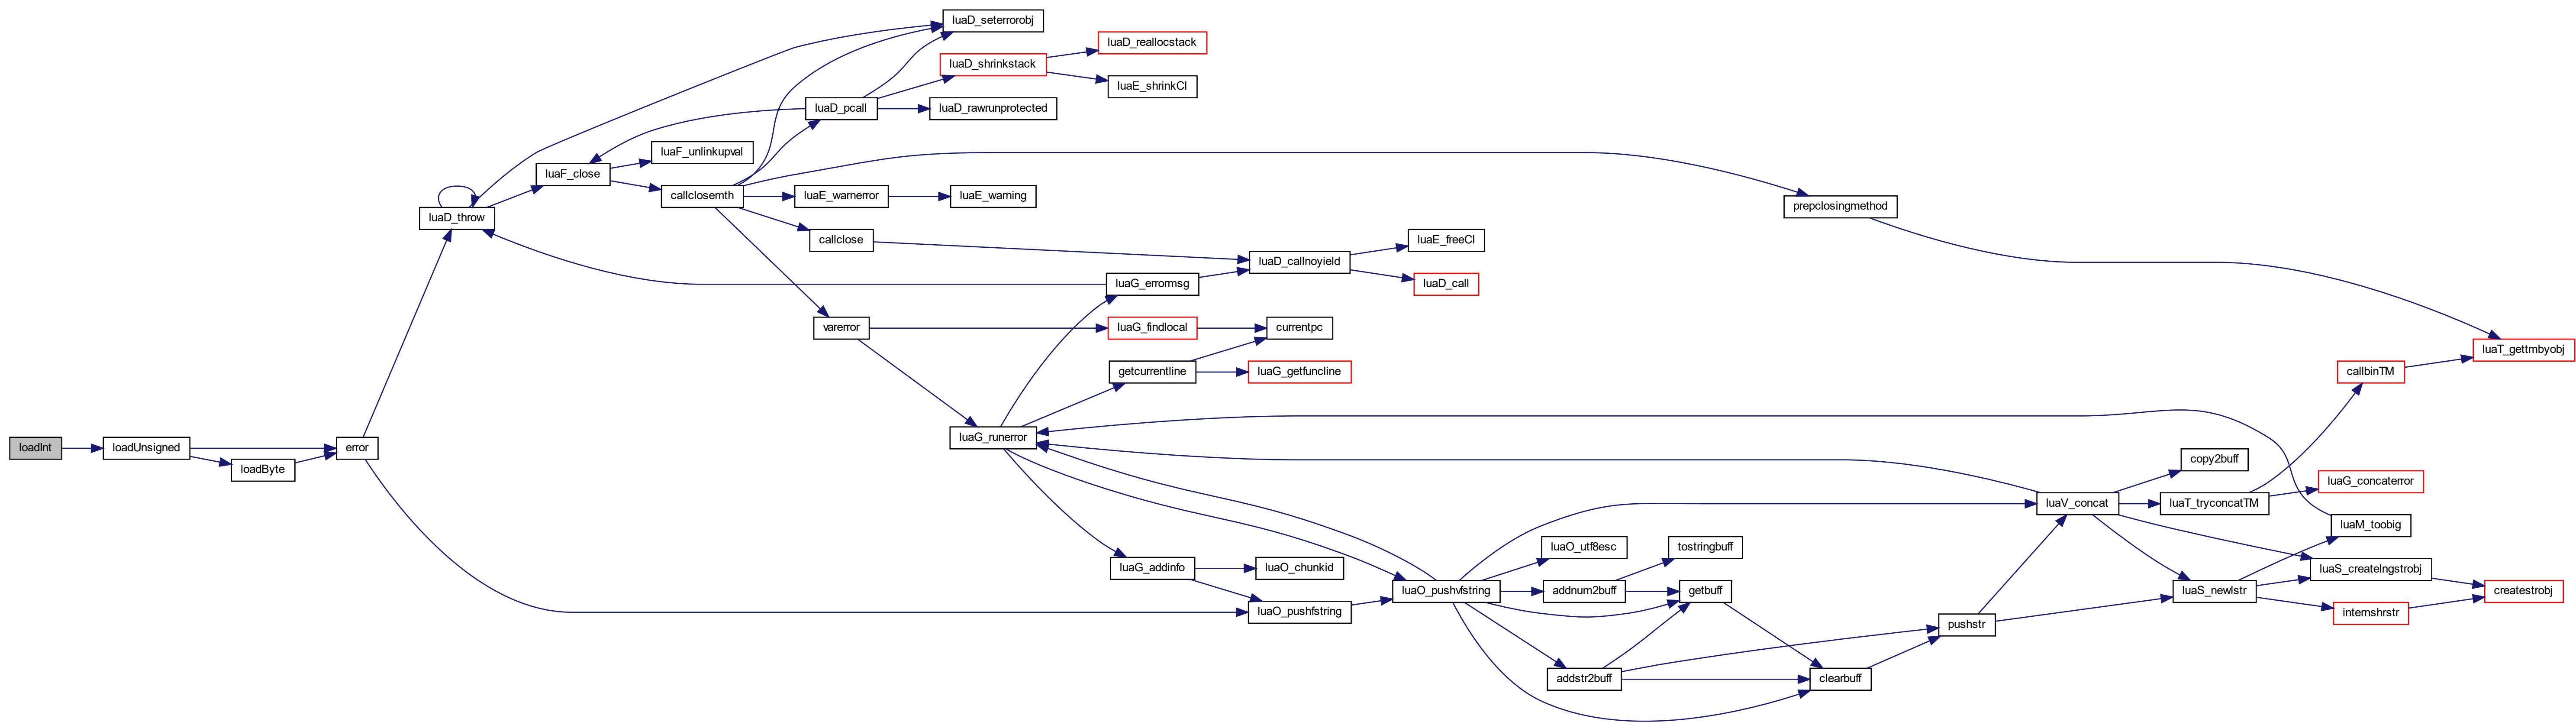 luaD_seterrorobj
luaD_reallocstack
luaD_shrinkstack
luaE_shrinkCI
luaD_pcall
luaD_rawrunprotected
luaF_unlinkupval
luaF_close
callclosemth
luaE_warnerror
luaE_warning
prepclosingmethod
luaD_throw
callclose
luaE_freeCI
luaD_callnoyield
luaG_errormsg
luaD_call
varerror
luaG_findlocal
currentpc
luaT_gettmbyobj
getcurrentline
luaG_getfuncline
callbinTM
luaG_runerror
loadInt
loadUnsigned
error
loadByte
copy2buff
luaG_concaterror
luaV_concat
luaT_tryconcatTM
luaM_toobig
luaO_utf8esc
tostringbuff
luaG_addinfo
luaO_chunkid
luaS_createlngstrobj
luaO_pushvfstring
addnum2buff
getbuff
luaS_newlstr
createstrobj
luaO_pushfstring
internshrstr
pushstr
addstr2buff
clearbuff